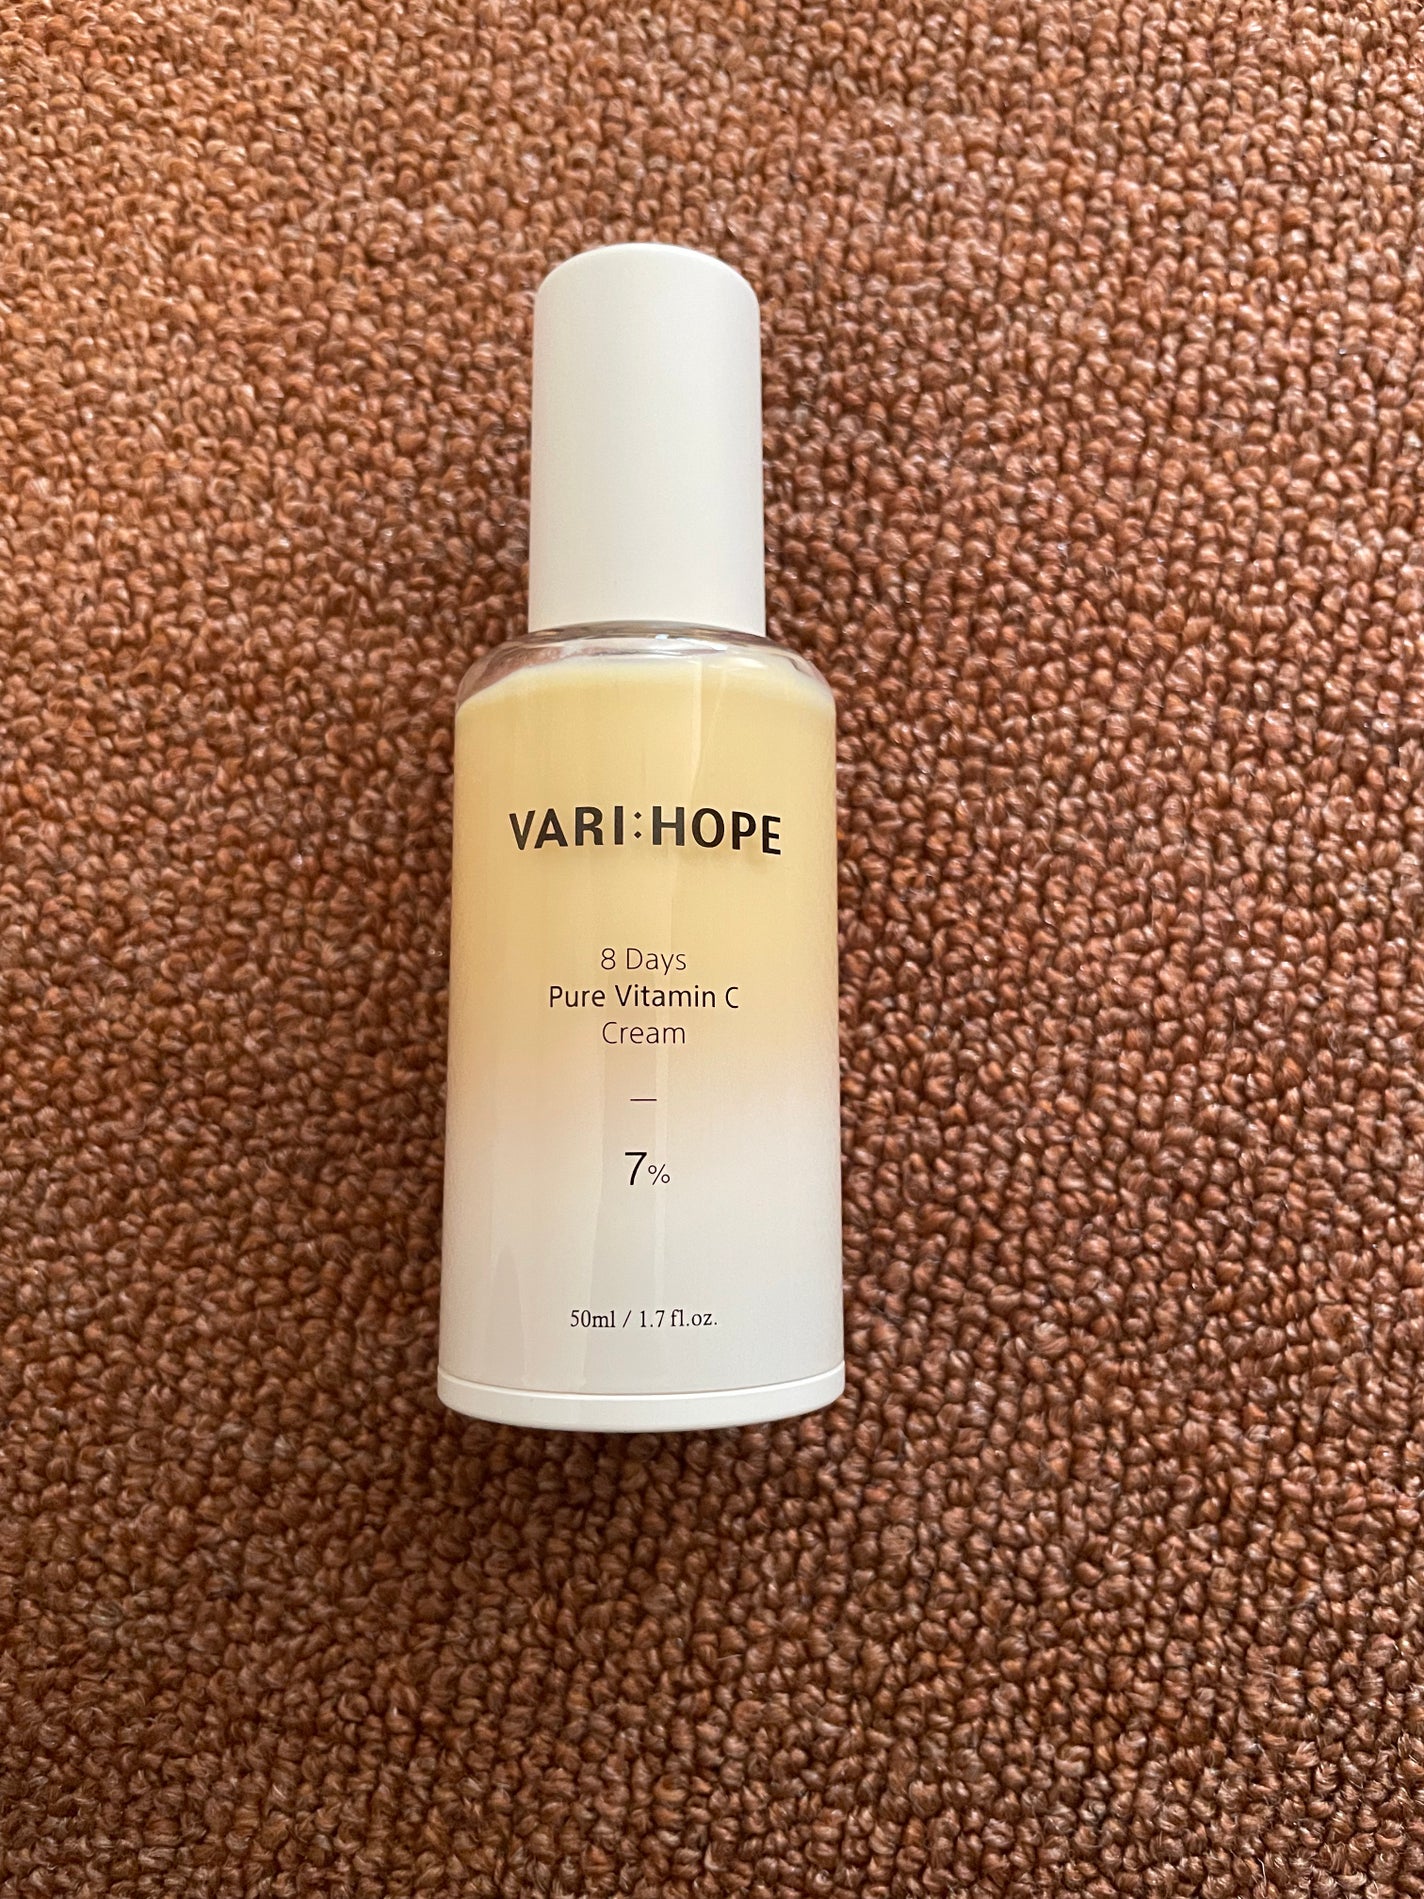 VARI:HOPE
8 Days
Pure Vitamin C
Cream
—
7%
50ml / 1.7 fl.oz.